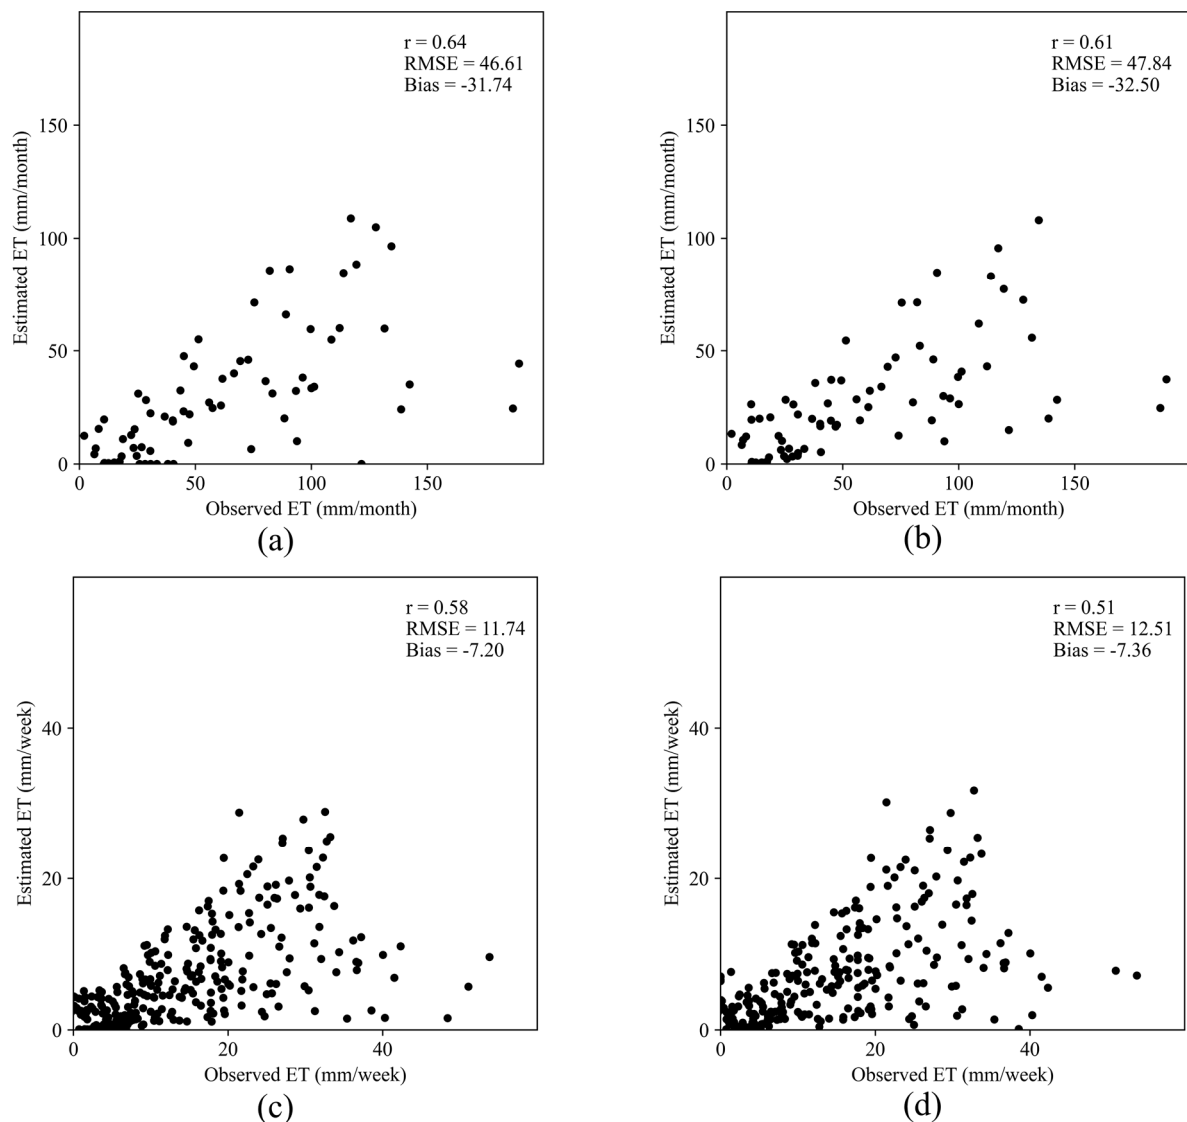 r = 0.64
RMSE = 46.61
Bias = -31.74
150
100
50
0
0
50
100
150
Estimated ET (mm/month)
Observed ET (mm/month)
(a)
r = 0.61
RMSE = 47.84
Bias = -32.50
150
100
50
0
0
50
100
150
Estimated ET (mm/month)
Observed ET (mm/month)
(b)
r = 0.58
RMSE = 11.74
Bias = -7.20
40
20
0
0
20
40
Estimated ET (mm/week)
Observed ET (mm/week)
(c)
r = 0.51
RMSE = 12.51
Bias = -7.36
40
20
0
0
20
40
Estimated ET (mm/week)
Observed ET (mm/week)
(d)